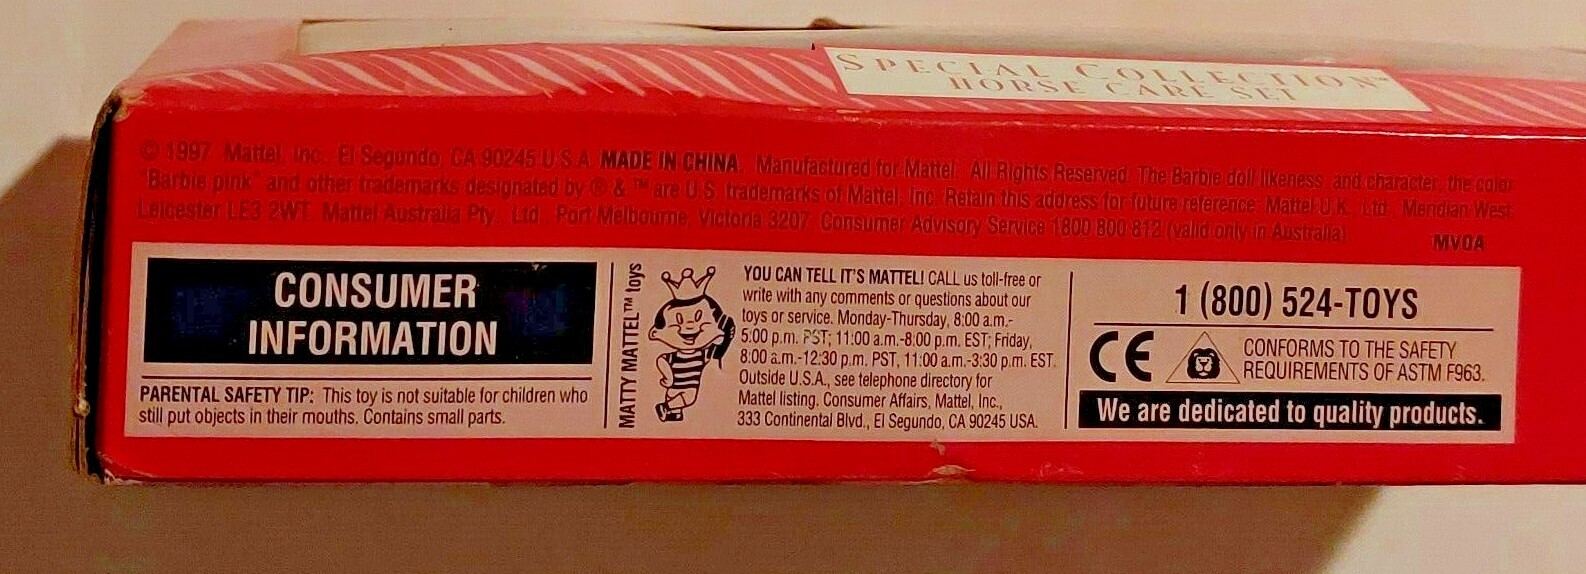 SPECIAL COLLECTION™
HORSE CARE SET
© 1997 Mattel, Inc. El Segundo, CA 90245 U.S.A. MADE IN CHINA. Manufactured for Mattel. All Rights Reserved. The Barbie doll likeness and character, the color
"Barbie pink" and other trademarks designated by ® & ™ are U.S. trademarks of Mattel, Inc. Retain this address for future reference: Mattel U.K. Ltd., Meridian West,
Leicester LE3 2WT. Mattel Australia Pty. Ltd., Port Melbourne, Victoria 3207. Consumer Advisory Service 1800 800 812 (valid only in Australia).
MVOA
CONSUMER
INFORMATION
PARENTAL SAFETY TIP: This toy is not suitable for children who
still put objects in their mouths. Contains small parts.
MATTY MATTEL™ toys
YOU CAN TELL IT'S MATTEL! CALL us toll-free or
write with any comments or questions about our
toys or service. Monday-Thursday, 8:00 a.m.-
5:00 p.m. PST; 11:00 a.m.-8:00 p.m. EST; Friday,
8:00 a.m.-12:30 p.m. PST, 11:00 a.m.-3:30 p.m. EST.
Outside U.S.A., see telephone directory for
Mattel listing. Consumer Affairs, Mattel, Inc.,
333 Continental Blvd., El Segundo, CA 90245 USA.
1 (800) 524-TOYS
CE
CONFORMS TO THE SAFETY
REQUIREMENTS OF ASTM F963.
We are dedicated to quality products.